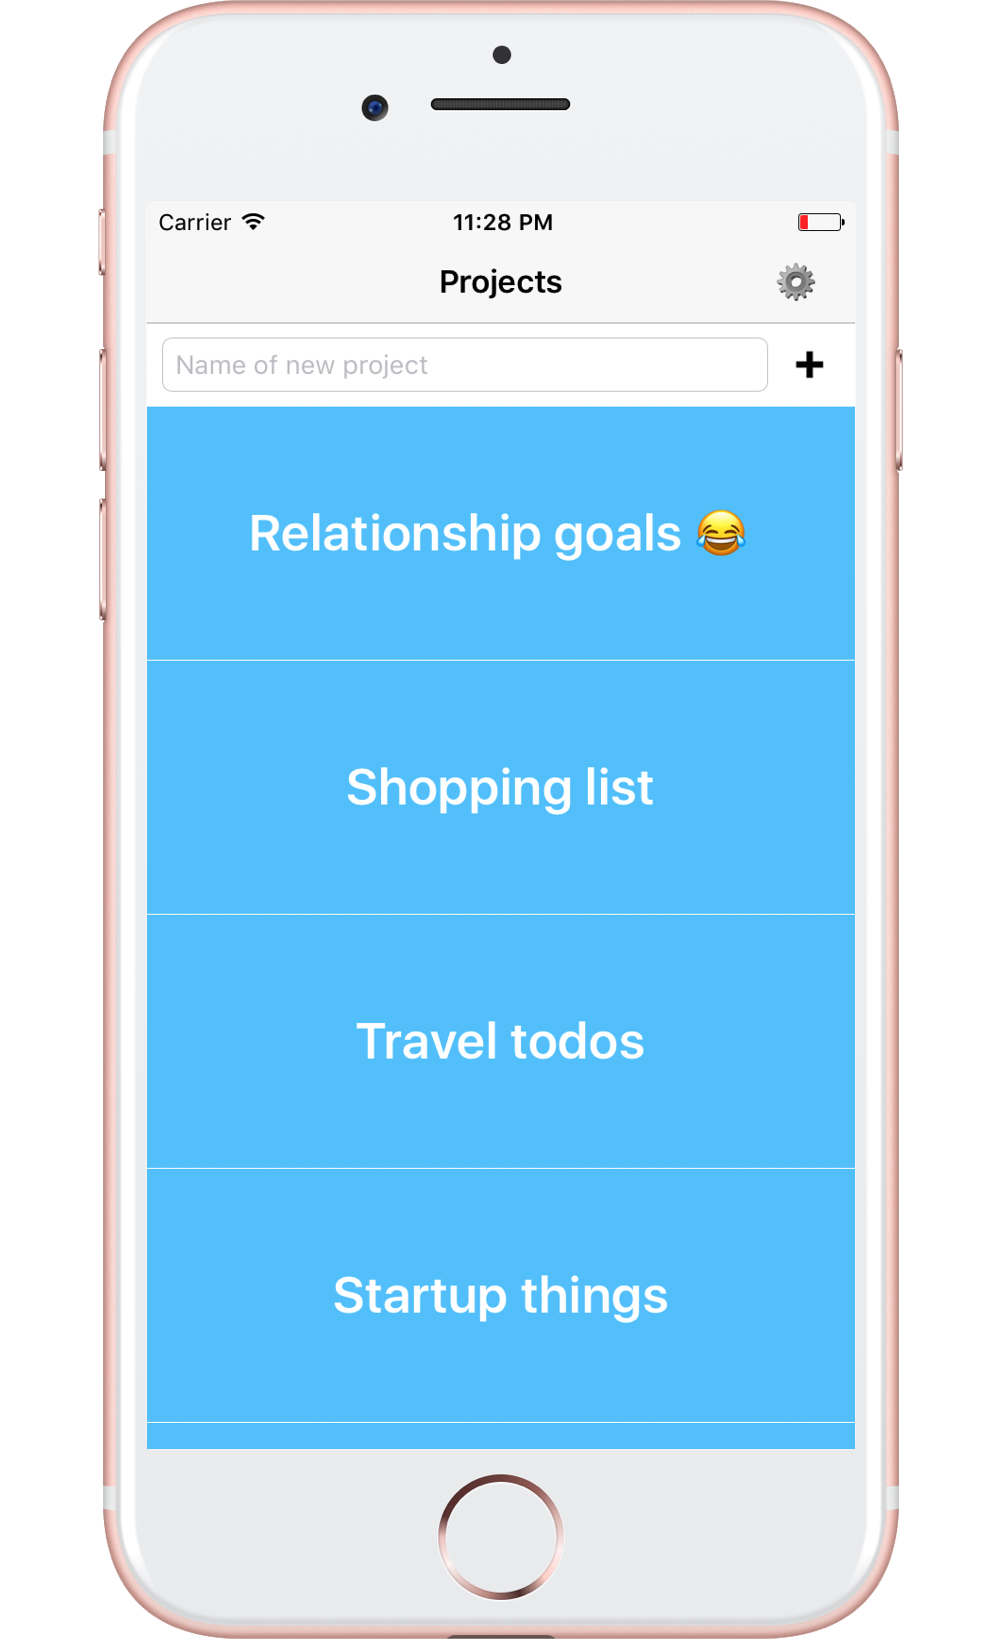 Carrier 11:28 PM
Projects
Name of new project
Relationship goals 😂
Shopping list
Travel todos
Startup things